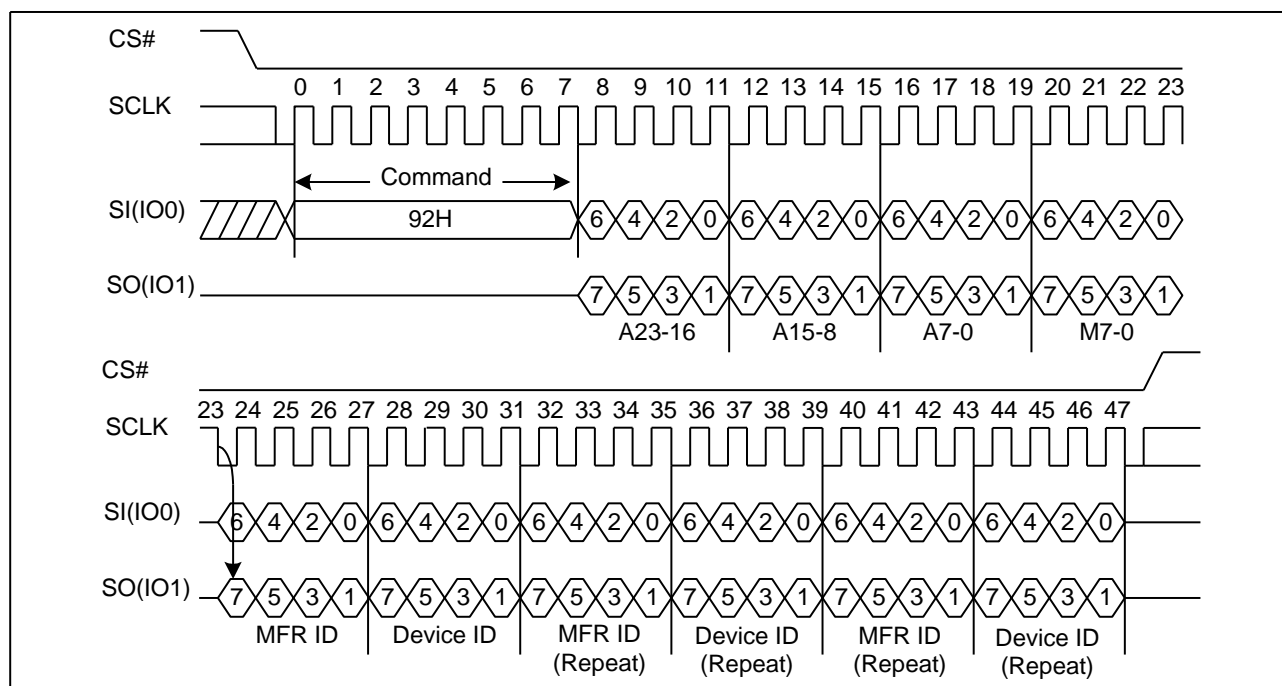 CS#
0 1 2 3 4 5 6 7 8 9 10 11 12 13 14 15 16 17 18 19 20 21 22 23
SCLK
Command
SI(IO0) 92H 6 4 2 0 6 4 2 0 6 4 2 0 6 4 2 0
SO(IO1) 7 5 3 1 7 5 3 1 7 5 3 1 7 5 3 1
A23-16 A15-8 A7-0 M7-0
CS#
23 24 25 26 27 28 29 30 31 32 33 34 35 36 37 38 39 40 41 42 43 44 45 46 47
SCLK
SI(IO0) 6 4 2 0 6 4 2 0 6 4 2 0 6 4 2 0 6 4 2 0 6 4 2 0
SO(IO1) 7 5 3 1 7 5 3 1 7 5 3 1 7 5 3 1 7 5 3 1 7 5 3 1
MFR ID Device ID MFR ID Device ID MFR ID Device ID
(Repeat) (Repeat) (Repeat) (Repeat)